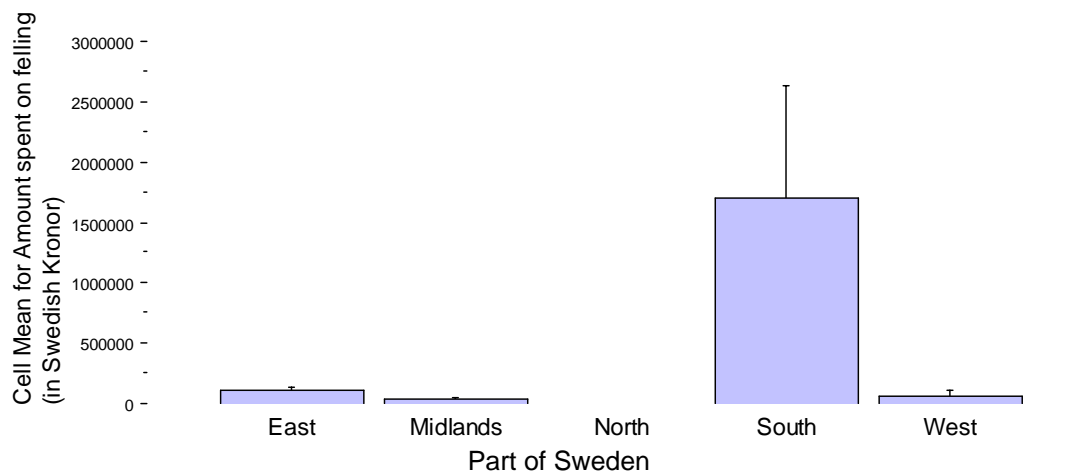 Cell Mean for Amount spent on felling
(in Swedish Kronor)
3000000
2500000
2000000
1500000
1000000
500000
0
East Midlands North South West
Part of Sweden